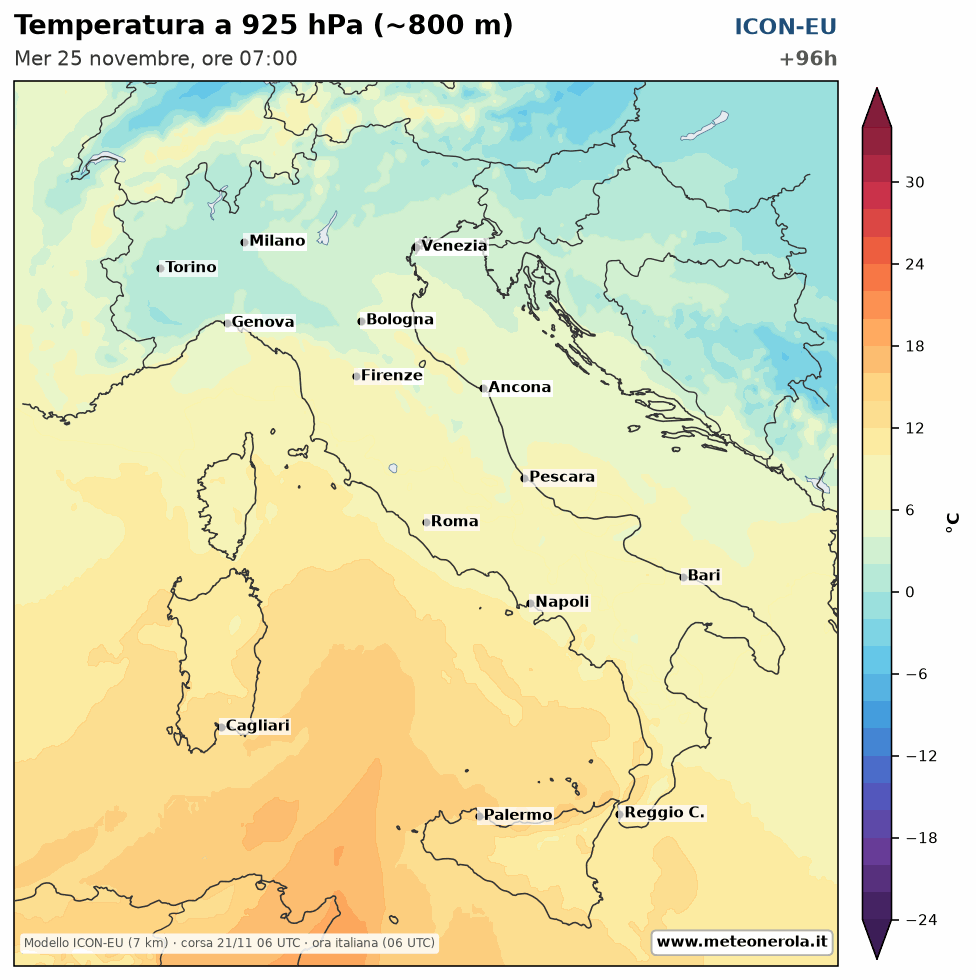 Temperatura a 925 hPa (~800 m)
ICON-EU
Mer 25 novembre, ore 07:00
+96h
Milano
Venezia
Torino
Genova
Bologna
Firenze
Ancona
Pescara
Roma
Bari
Napoli
Cagliari
Palermo
Reggio C.
30
24
18
12
6
0
−6
−12
−18
−24
°C
Modello ICON-EU (7 km) · corsa 21/11 06 UTC · ora italiana (06 UTC)
www.meteonerola.it